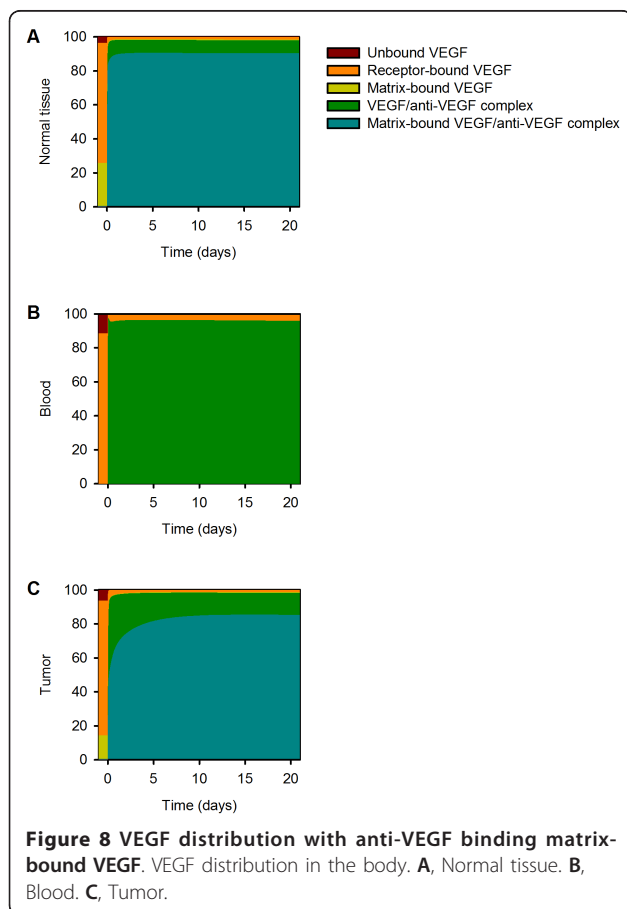 A
100
80
60
40
20
0
Normal tissue
0 5 10 15 20
Time (days)
Unbound VEGF
Receptor-bound VEGF
Matrix-bound VEGF
VEGF/anti-VEGF complex
Matrix-bound VEGF/anti-VEGF complex
B
100
80
60
40
20
0
Blood
0 5 10 15 20
Time (days)
C
100
80
60
40
20
0
Tumor
0 5 10 15 20
Time (days)
Figure 8 VEGF distribution with anti-VEGF binding matrix-
bound VEGF. VEGF distribution in the body. A, Normal tissue. B,
Blood. C, Tumor.